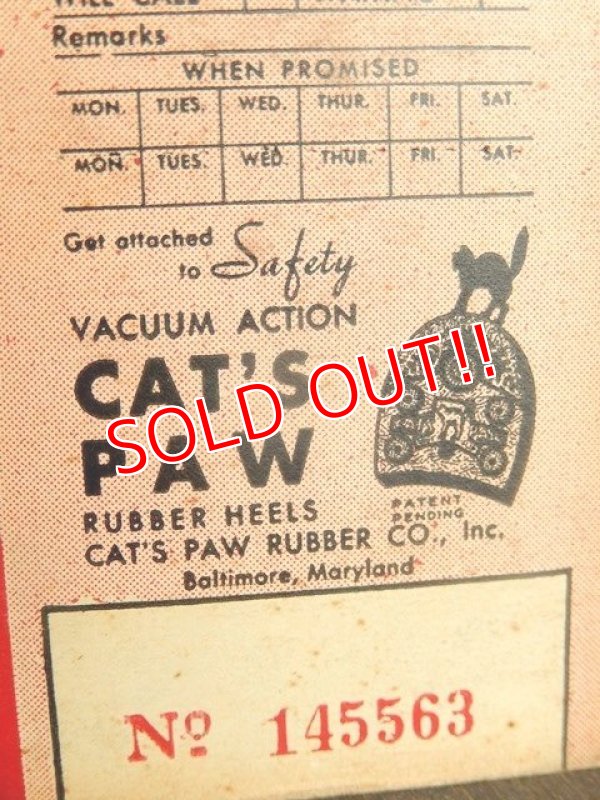 WILL CALL
Remarks
WHEN PROMISED
MON. TUES. WED. THUR. FRI. SAT.
MON. TUES. WED. THUR. FRI. SAT.
Get attached
to Safety
VACUUM ACTION
CAT'S
PAW
SOLD OUT!!
RUBBER HEELS
PATENT
PENDING
CAT'S PAW RUBBER CO., Inc.
Baltimore, Maryland
No 145563